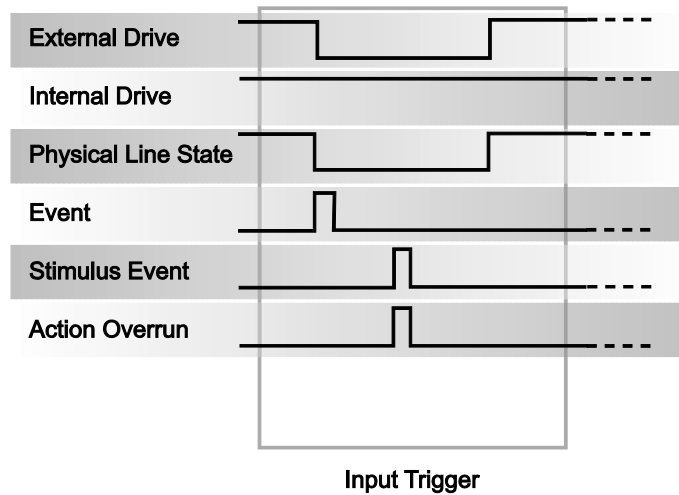 External Drive
Internal Drive
Physical Line State
Event
Stimulus Event
Action Overrun
Input Trigger